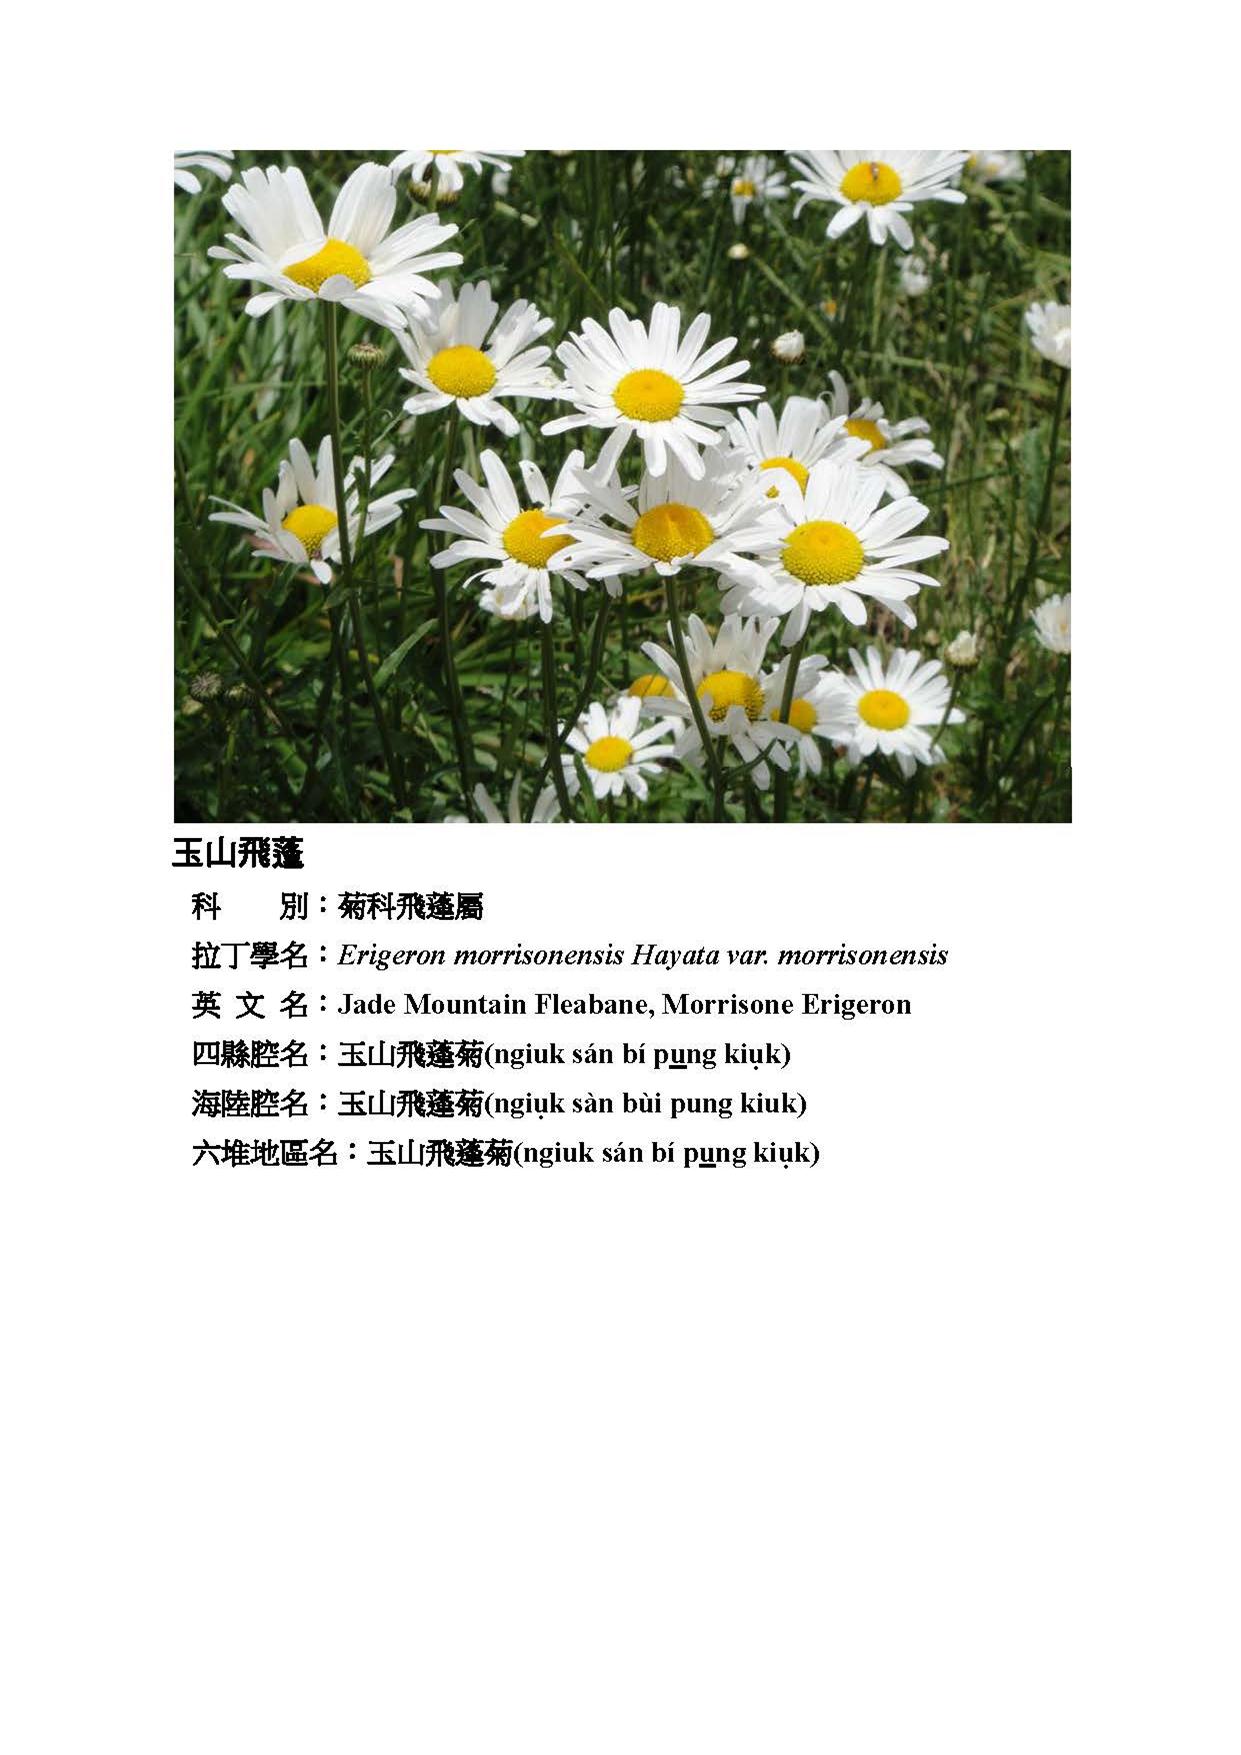 玉山飛蓬
科 別：菊科飛蓬屬
拉丁學名：Erigeron morrisonensis Hayata var. morrisonensis
英 文 名：Jade Mountain Fleabane, Morrisone Erigeron
四縣腔名：玉山飛蓬菊(ngiuk sán bí pu̲ng kiụk)
海陸腔名：玉山飛蓬菊(ngiụk sàn bùi pung kiuk)
六堆地區名：玉山飛蓬菊(ngiuk sán bí pu̲ng kiụk)